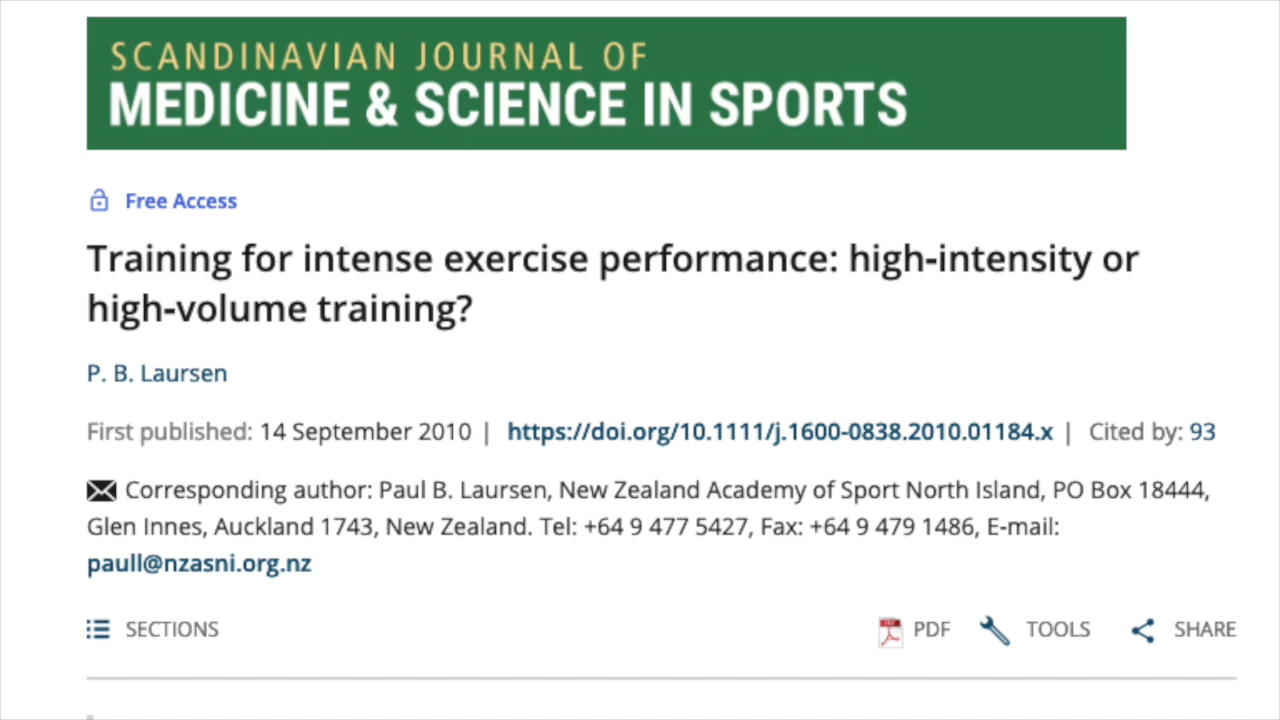 SCANDINAVIAN JOURNAL OF
MEDICINE & SCIENCE IN SPORTS
Free Access
Training for intense exercise performance: high-intensity or
high-volume training?
P. B. Laursen
First published: 14 September 2010 | https://doi.org/10.1111/j.1600-0838.2010.01184.x | Cited by: 93
Corresponding author: Paul B. Laursen, New Zealand Academy of Sport North Island, PO Box 18444,
Glen Innes, Auckland 1743, New Zealand. Tel: +64 9 477 5427, Fax: +64 9 479 1486, E-mail:
paull@nzasni.org.nz
SECTIONS PDF TOOLS SHARE